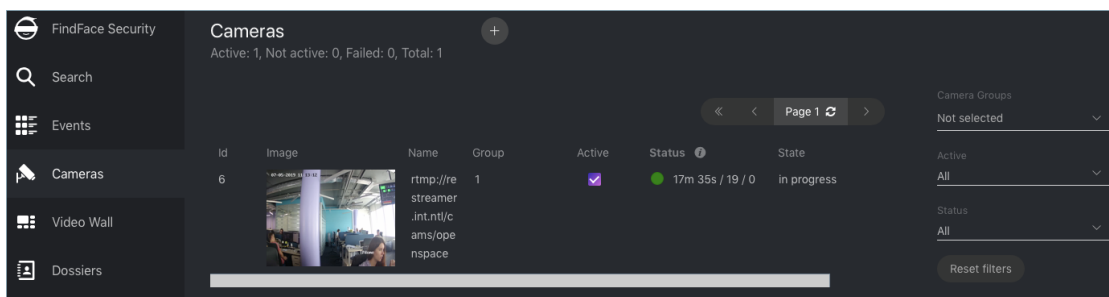 FindFace Security
Search
Events
Cameras
Video Wall
Dossiers
Cameras
+
Active: 1, Not active: 0, Failed: 0, Total: 1
« < Page 1 >
Id Image Name Group Active Status i State
6 rtmp://re 1 17m 35s / 19 / 0 in progress
streamer
.int.ntl/c
ams/ope
nspace
Camera Groups
Not selected
Active
All
Status
All
Reset filters